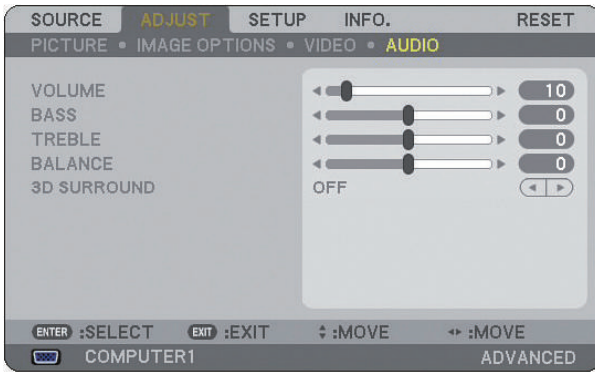 SOURCE ADJUST SETUP INFO. RESET
PICTURE • IMAGE OPTIONS • VIDEO • AUDIO
VOLUME 10
BASS 0
TREBLE 0
BALANCE 0
3D SURROUND OFF
ENTER :SELECT EXIT :EXIT :MOVE :MOVE
COMPUTER1 ADVANCED